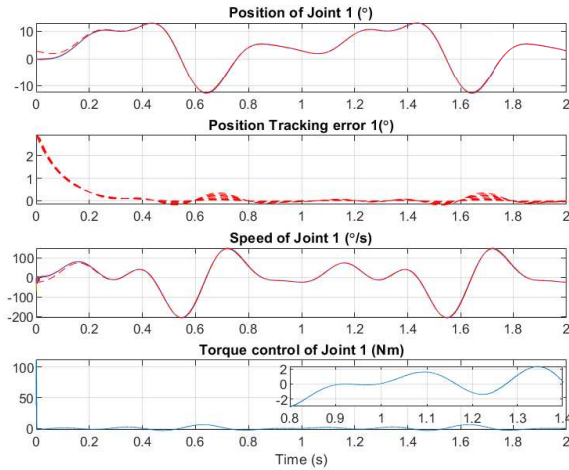 Position of Joint 1 (°)
10
0
-10
0 0.2 0.4 0.6 0.8 1 1.2 1.4 1.6 1.8 2
Position Tracking error 1(°)
2
1
0
0 0.2 0.4 0.6 0.8 1 1.2 1.4 1.6 1.8 2
Speed of Joint 1 (°/s)
100
0
-100
-200
0 0.2 0.4 0.6 0.8 1 1.2 1.4 1.6 1.8 2
Torque control of Joint 1 (Nm)
100
50
0
2
0
-2
0.8 0.9 1 1.1 1.2 1.3 1.4
0 0.2 0.4 0.6 0.8 1 1.2 1.4 1.6 1.8 2
Time (s)